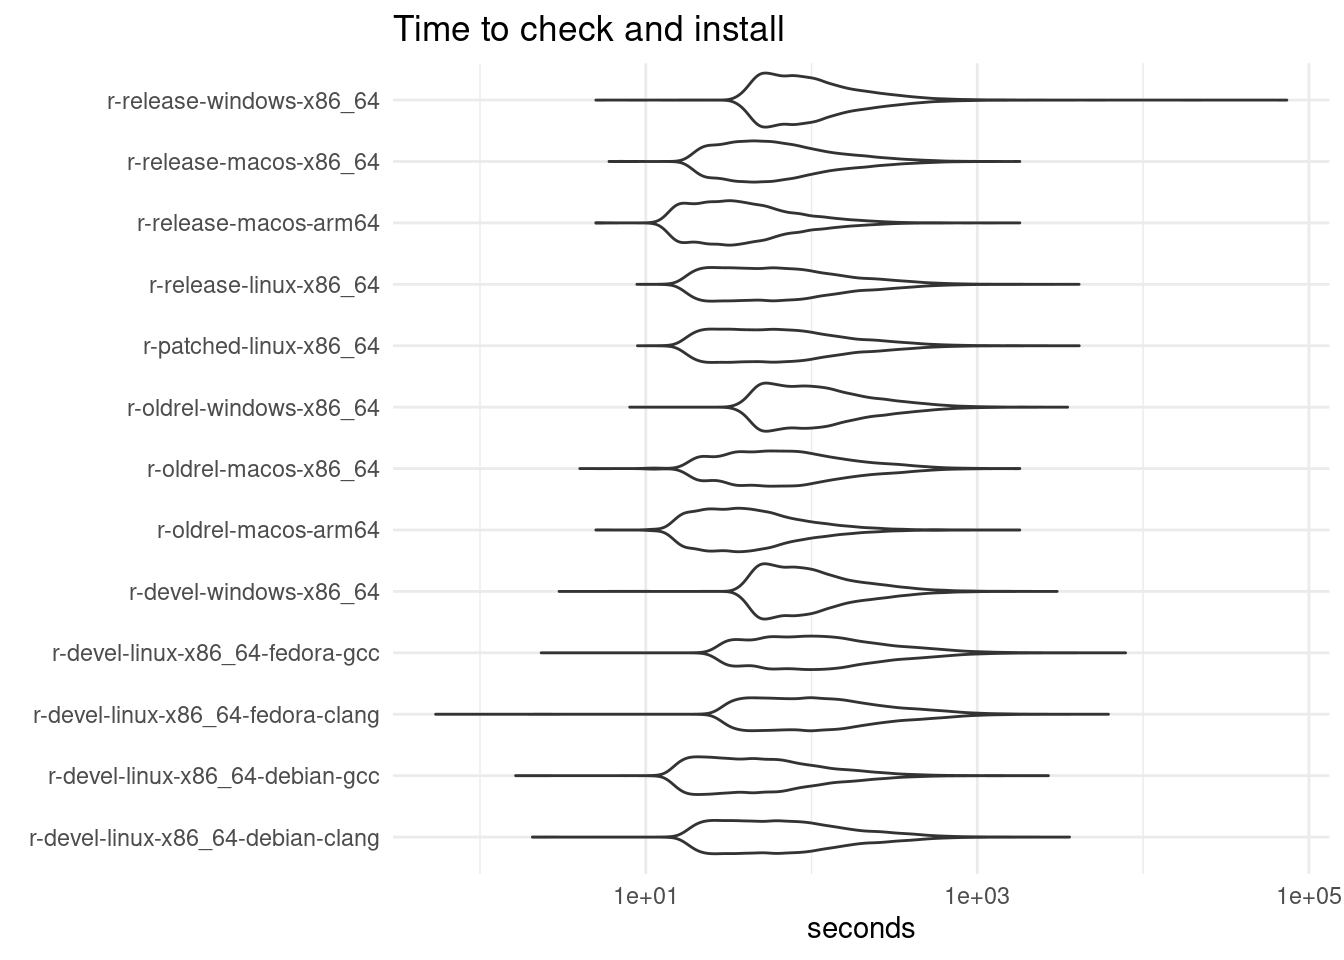 Time to check and install
r-release-windows-x86_64
r-release-macos-x86_64
r-release-macos-arm64
r-release-linux-x86_64
r-patched-linux-x86_64
r-oldrel-windows-x86_64
r-oldrel-macos-x86_64
r-oldrel-macos-arm64
r-devel-windows-x86_64
r-devel-linux-x86_64-fedora-gcc
r-devel-linux-x86_64-fedora-clang
r-devel-linux-x86_64-debian-gcc
r-devel-linux-x86_64-debian-clang
1e+01 1e+03 1e+05
seconds